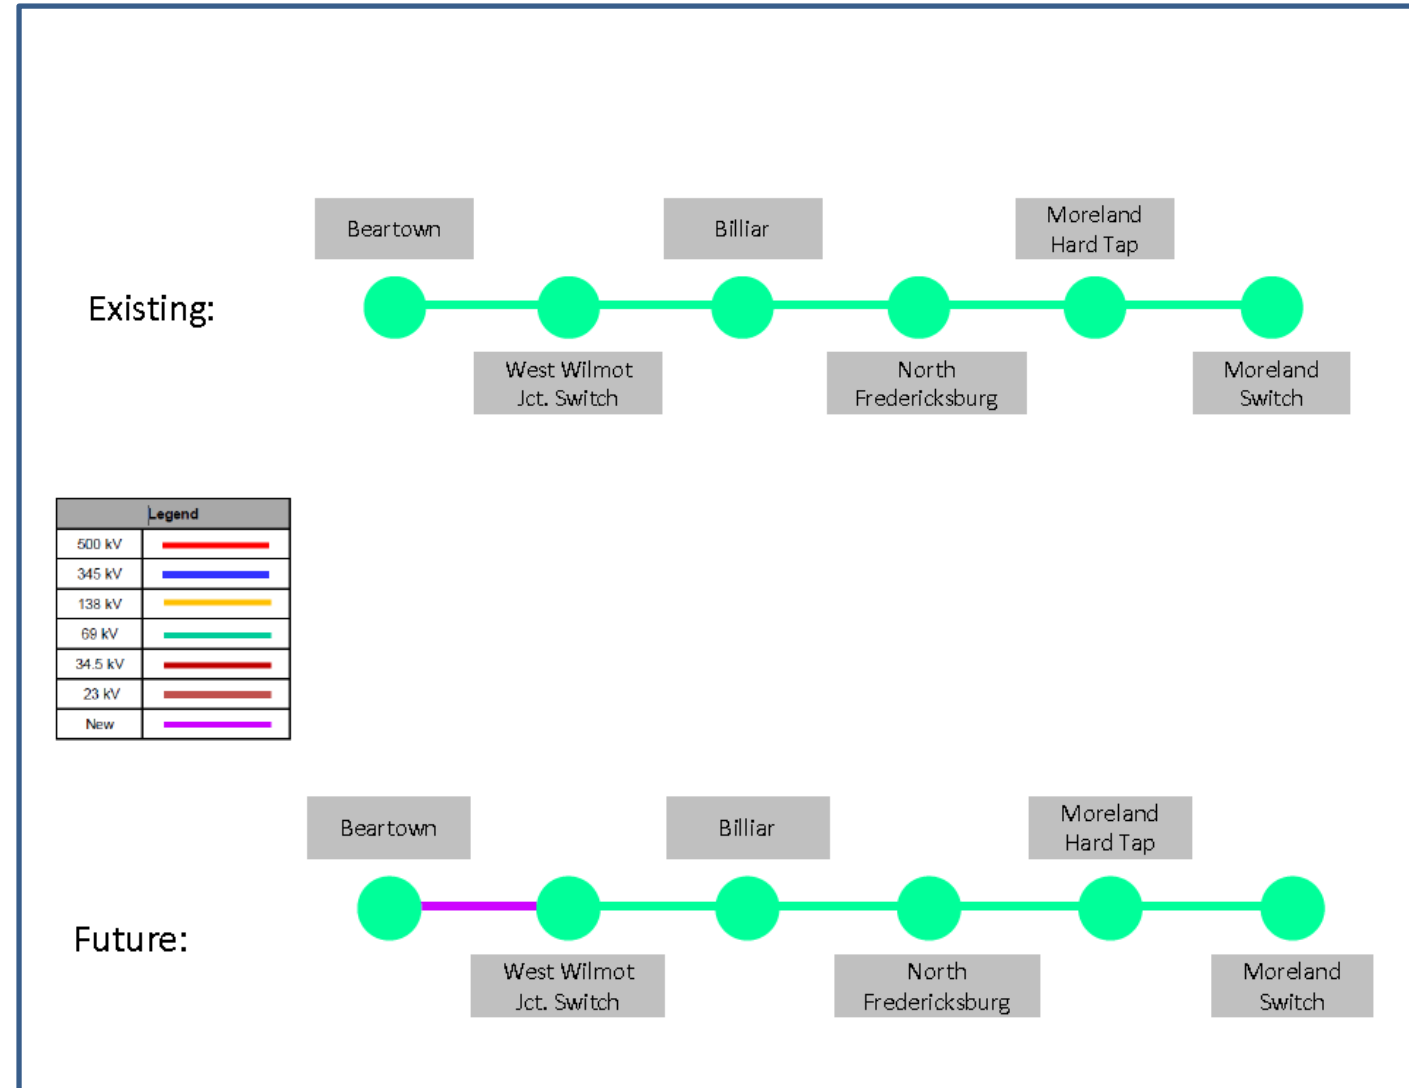 Beartown
Billiar
Moreland
Hard Tap
Existing:
West Wilmot
Jct. Switch
North
Fredericksburg
Moreland
Switch
Legend
500 kV
345 kV
138 kV
69 kV
34.5 kV
23 kV
New
Beartown
Billiar
Moreland
Hard Tap
Future:
West Wilmot
Jct. Switch
North
Fredericksburg
Moreland
Switch